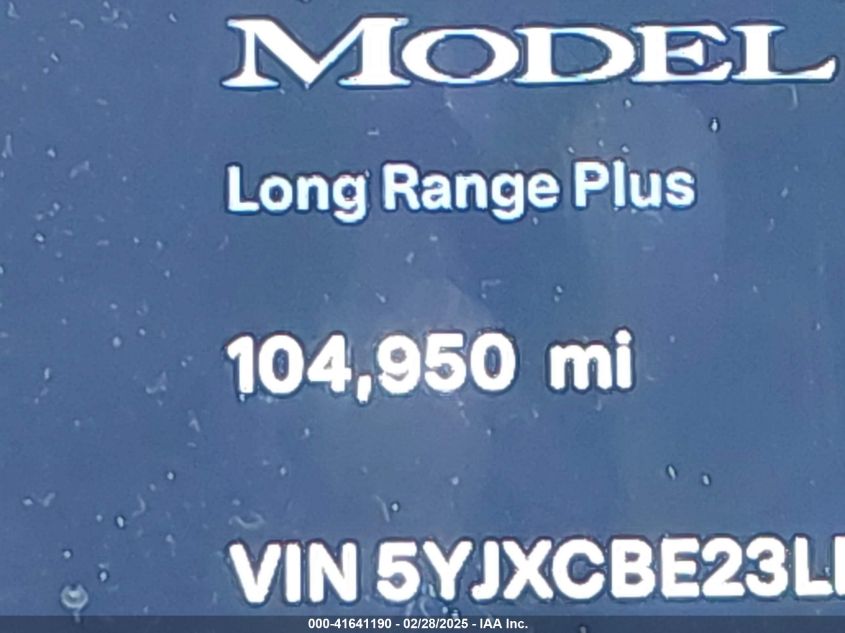 MODEL
Long Range Plus
104,950 mi
VIN 5YJXCBE23L
000-41641190 - 02/28/2025 - IAA Inc.